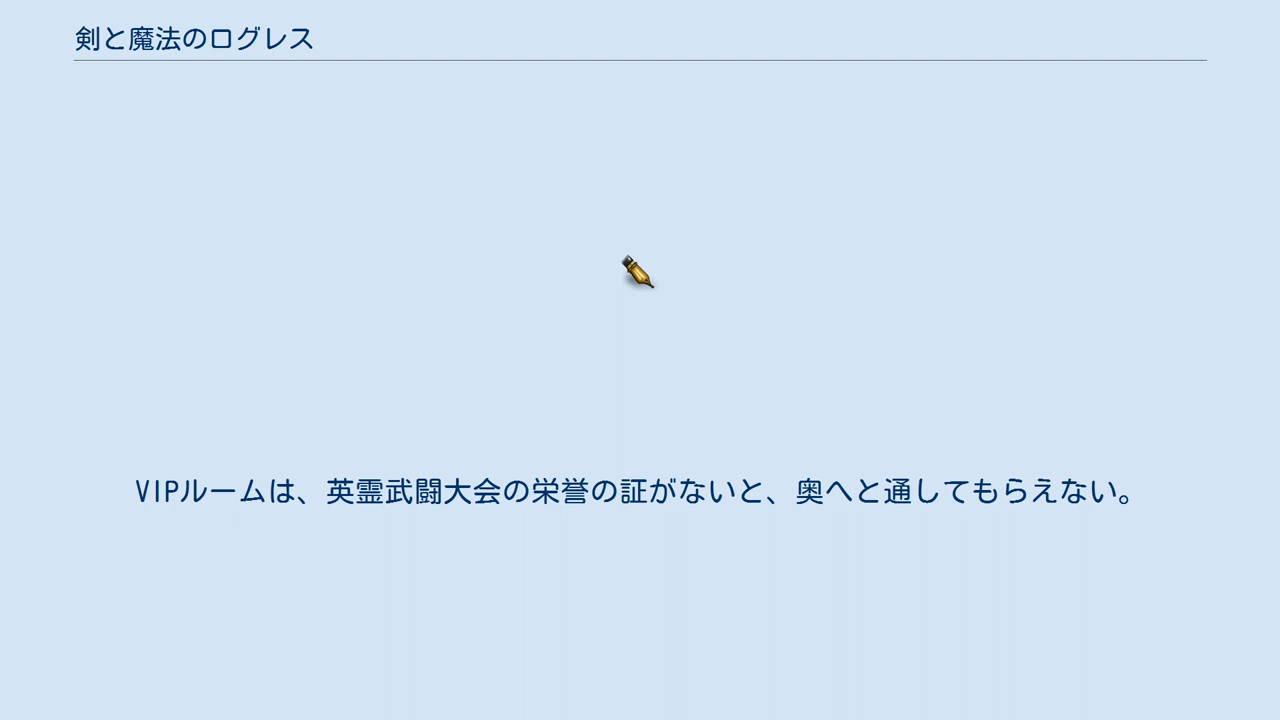 剣と魔法のログレス
VIPルームは、英霊武闘大会の栄誉の証がないと、奥へと通してもらえない。